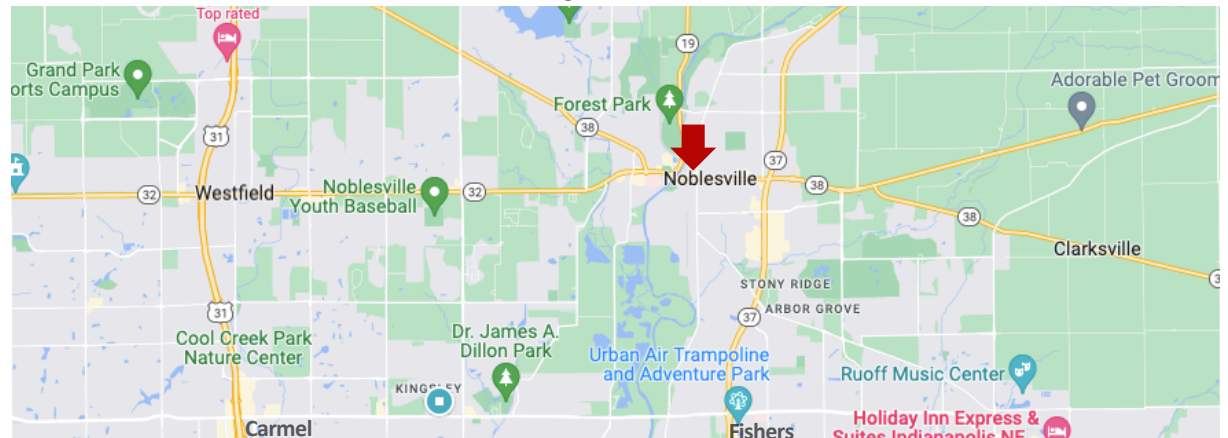 Top rated
19
Grand Park
orts Campus
Adorable Pet Groom
Forest Park
38
31
37
Noblesville
38
32
Westfield
Noblesville
Youth Baseball
32
38
Clarksville
3
STONY RIDGE
31
37
ARBOR GROVE
Cool Creek Park
Nature Center
Dr. James A.
Dillon Park
Urban Air Trampoline
and Adventure Park
Ruoff Music Center
Holiday Inn Express &
Suites Indianapolis NE
Carmel
Fishers